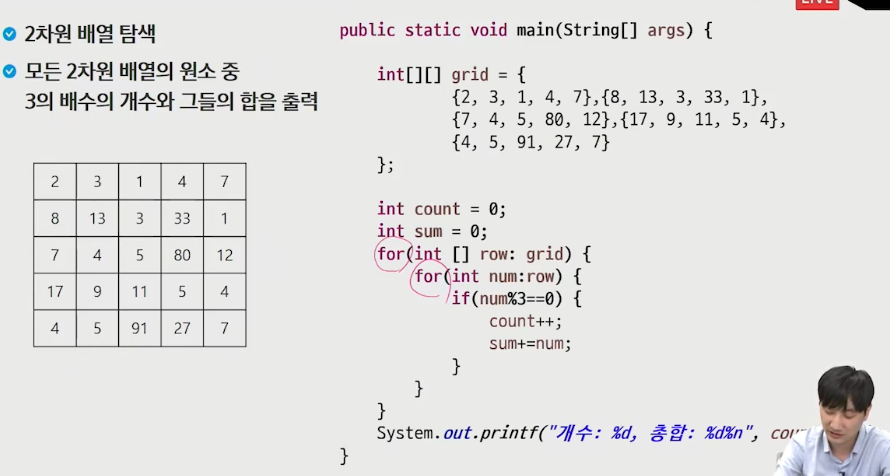 LIVE
2차원 배열 탐색
모든 2차원 배열의 원소 중
3의 배수의 개수와 그들의 합을 출력
2 3 1 4 7
8 13 3 33 1
7 4 5 80 12
17 9 11 5 4
4 5 91 27 7
public static void main(String[] args) {
int[][] grid = {
{2, 3, 1, 4, 7},{8, 13, 3, 33, 1},
{7, 4, 5, 80, 12},{17, 9, 11, 5, 4},
{4, 5, 91, 27, 7}
};
int count = 0;
int sum = 0;
for(int [] row: grid) {
for(int num:row) {
if(num%3==0) {
count++;
sum+=num;
}
}
}
System.out.printf("개수: %d, 총합: %d%n",
}